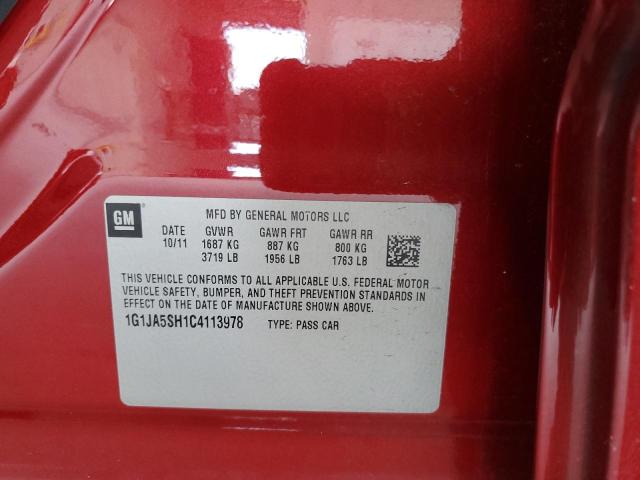 GM
MFD BY GENERAL MOTORS LLC
DATE GVWR GAWR FRT GAWR RR
10/11 1687 KG 887 KG 800 KG
3719 LB 1956 LB 1763 LB
THIS VEHICLE CONFORMS TO ALL APPLICABLE U.S. FEDERAL MOTOR
VEHICLE SAFETY, BUMPER, AND THEFT PREVENTION STANDARDS IN
EFFECT ON THE DATE OF MANUFACTURE SHOWN ABOVE.
1G1JA5SH1C4113978 TYPE: PASS CAR